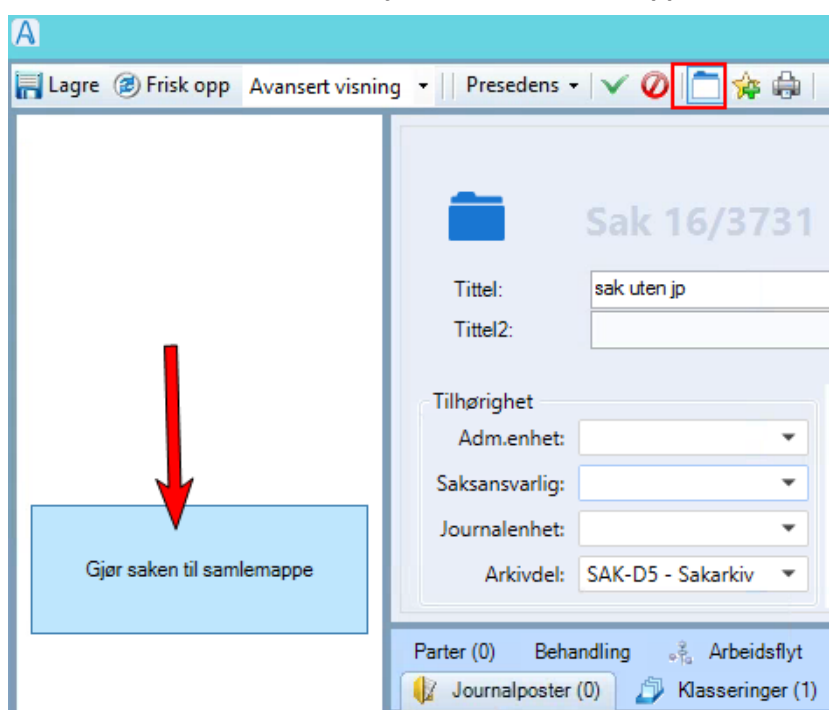 A
Lagre Frisk opp Avansert visning Presedens
Sak 16/3731
Tittel: sak uten jp
Tittel2:
Tilhørighet
Adm.enhet:
Saksansvarlig:
Journalenhet:
Gjør saken til samlemappe
Arkivdel: SAK-D5 - Sakarkiv
Parter (0) Behandling Arbeidsflyt
Journalposter (0) Klasseringer (1)